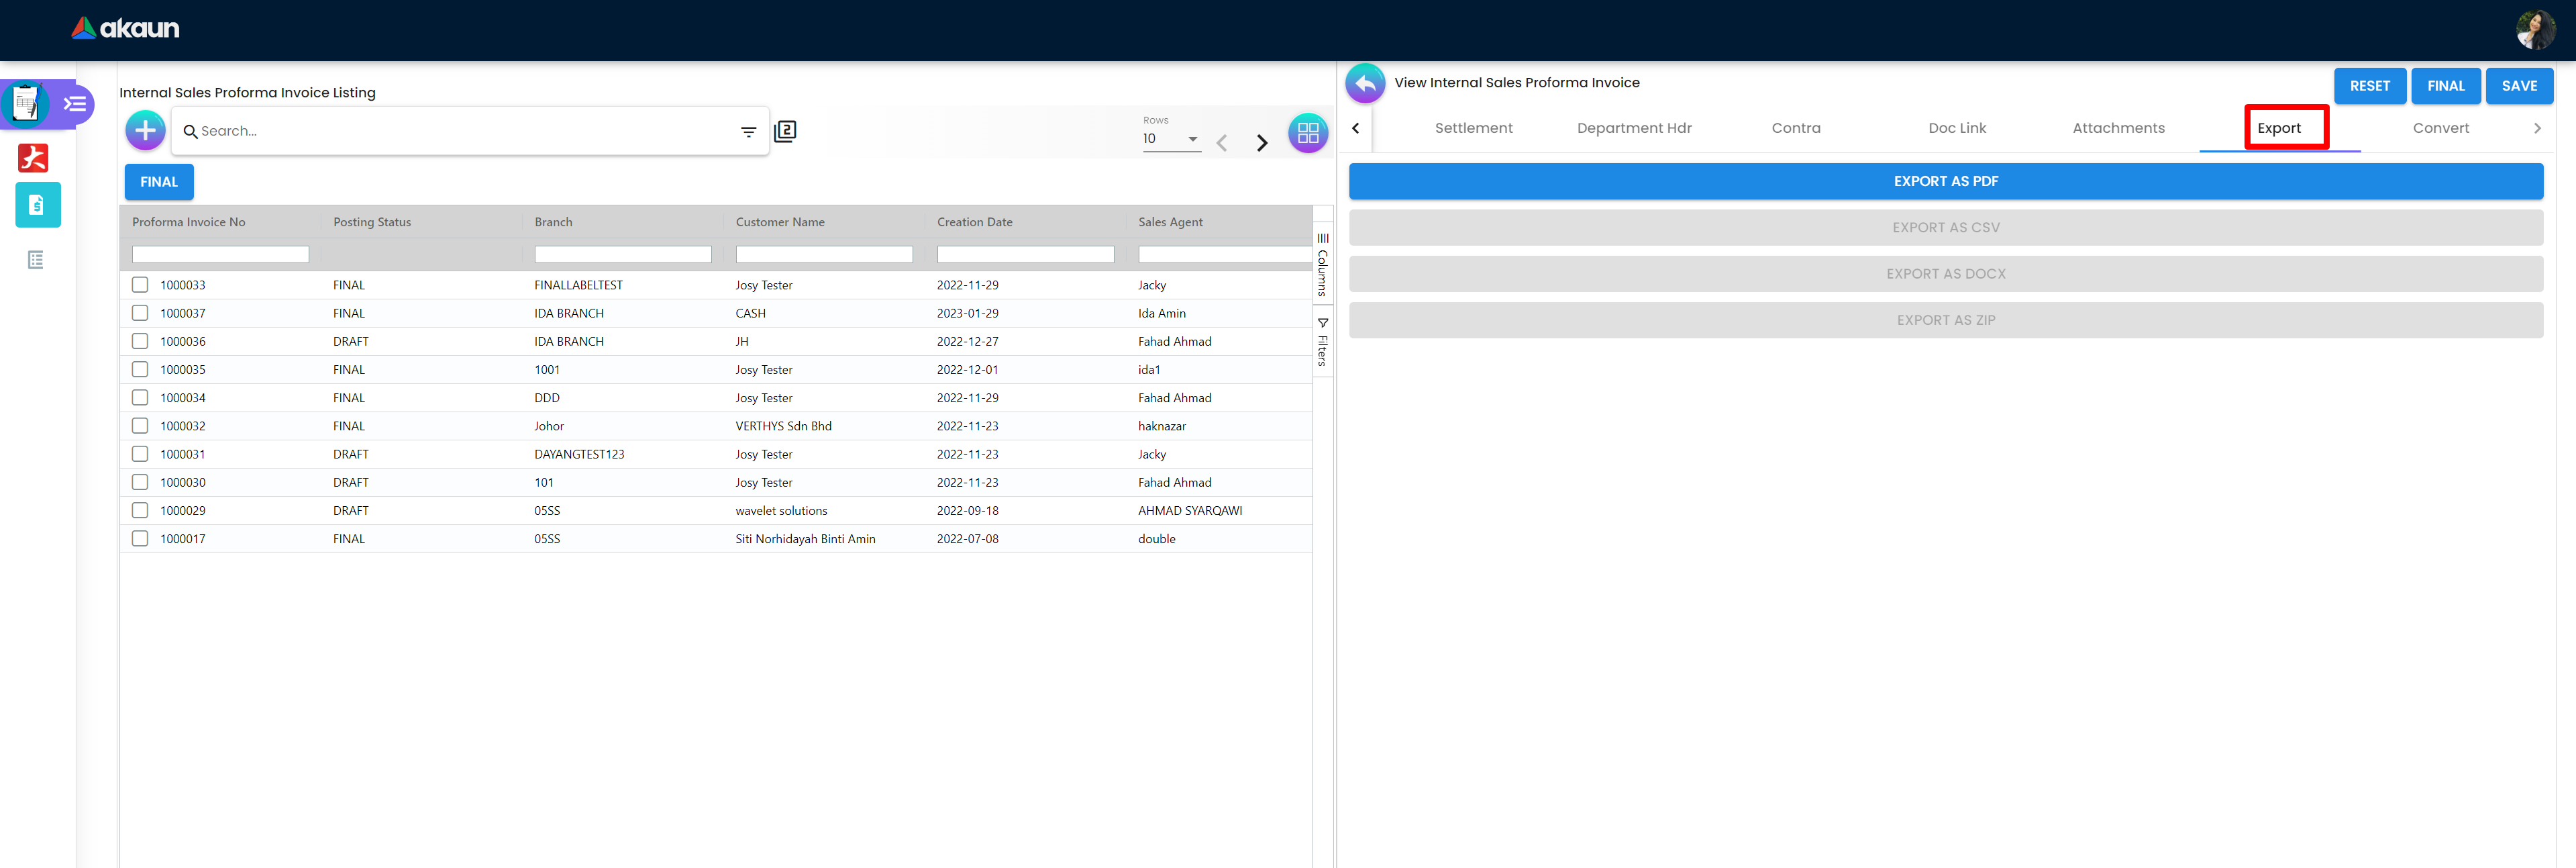 akaun
Internal Sales Proforma Invoice Listing
Search...
2
Rows
10
FINAL
Proforma Invoice No Posting Status Branch Customer Name Creation Date Sales Agent
1000033 FINAL FINALLABELTEST Josy Tester 2022-11-29 Jacky
1000037 FINAL IDA BRANCH CASH 2023-01-29 Ida Amin
1000036 DRAFT IDA BRANCH JH 2022-12-27 Fahad Ahmad
1000035 FINAL 1001 Josy Tester 2022-12-01 ida1
1000034 FINAL DDD Josy Tester 2022-11-29 Fahad Ahmad
1000032 FINAL Johor VERTHYS Sdn Bhd 2022-11-23 haknazar
1000031 DRAFT DAYANGTEST123 Josy Tester 2022-11-23 Jacky
1000030 DRAFT 101 Josy Tester 2022-11-23 Fahad Ahmad
1000029 DRAFT 05SS wavelet solutions 2022-09-18 AHMAD SYARQAWI
1000017 FINAL 05SS Siti Norhidayah Binti Amin 2022-07-08 double
Columns
Filters
View Internal Sales Proforma Invoice
RESET FINAL SAVE
Settlement Department Hdr Contra Doc Link Attachments Export Convert
EXPORT AS PDF
EXPORT AS CSV
EXPORT AS DOCX
EXPORT AS ZIP